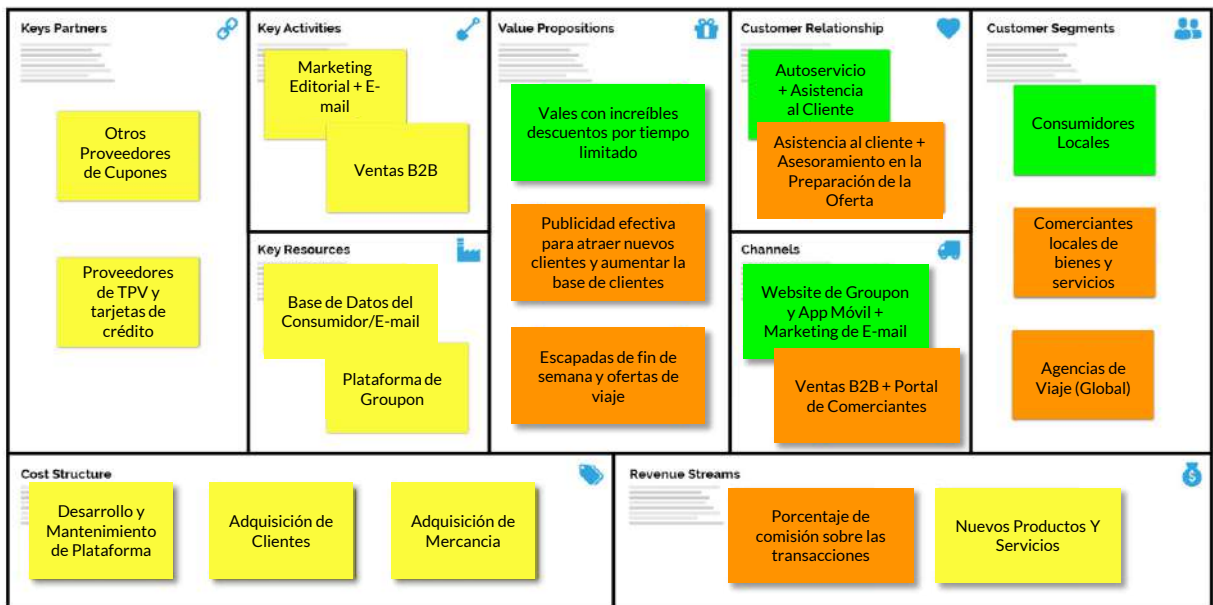 Keys Partners
Otros
Proveedores
de Cupones
Proveedores
de TPV y
tarjetas de
crédito
Key Activities
Marketing
Editorial + E-
mail
Ventas B2B
Key Resources
Base de Datos del
Consumidor/E-mail
Plataforma de
Groupon
Value Propositions
Vales con increíbles
descuentos por tiempo
limitado
Publicidad efectiva
para atraer nuevos
clientes y aumentar la
base de clientes
Escapadas de fin de
semana y ofertas de
viaje
Customer Relationship
Autoservicio
+ Asistencia
al Cliente
Asistencia al cliente +
Asesoramiento en la
Preparación de la
Oferta
Channels
Website de Groupon
y App Móvil +
Marketing de E-mail
Ventas B2B + Portal
de Comerciantes
Customer Segments
Consumidores
Locales
Comerciantes
locales de
bienes y
servicios
Agencias de
Viaje (Global)
Cost Structure
Desarrollo y
Mantenimiento
de Plataforma
Adquisición de
Clientes
Adquisición de
Mercancia
Revenue Streams
Porcentaje de
comisión sobre las
transacciones
Nuevos Productos Y
Servicios